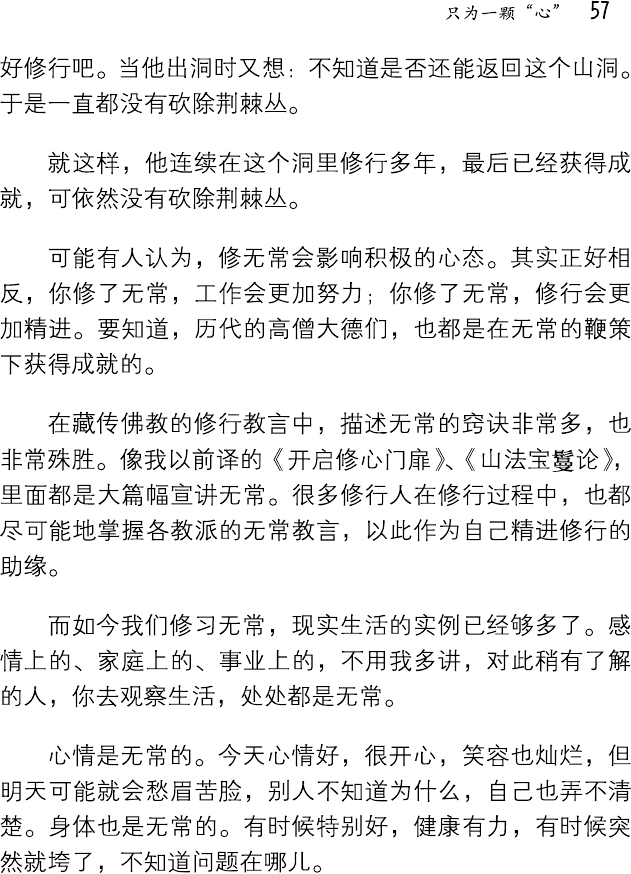 只为一颗“心” 57
好修行吧。当他出洞时又想：不知道是否还能返回这个山洞。
于是一直都没有砍除荆棘丛。
就这样，他连续在这个洞里修行多年，最后已经获得成
就，可依然没有砍除荆棘丛。
可能有人认为，修无常会影响积极的心态。其实正好相
反，你修了无常，工作会更加努力；你修了无常，修行会更
加精进。要知道，历代的高僧大德们，也都是在无常的鞭策
下获得成就的。
在藏传佛教的修行教言中，描述无常的窍诀非常多，也
非常殊胜。像我以前译的《开启修心门扉》、《山法宝鬘论》，
里面都是大篇幅宣讲无常。很多修行人在修行过程中，也都
尽可能地掌握各教派的无常教言，以此作为自己精进修行的
助缘。
而如今我们修习无常，现实生活的实例已经够多了。感
情上的、家庭上的、事业上的，不用我多讲，对此稍有了解
的人，你去观察生活，处处都是无常。
心情是无常的。今天心情好，很开心，笑容也灿烂，但
明天可能就会愁眉苦脸，别人不知道为什么，自己也弄不清
楚。身体也是无常的。有时候特别好，健康有力，有时候突
然就垮了，不知道问题在哪儿。